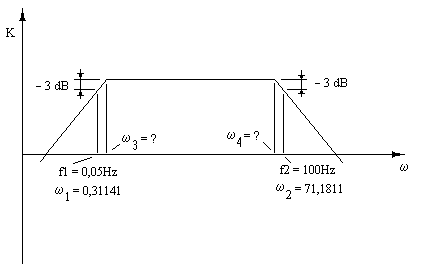 K
– 3 dB
– 3 dB
ω3 = ?
ω4 = ?
ω
f1 = 0,05Hz
ω1 = 0,31141
f2 = 100Hz
ω2 = 71,1811